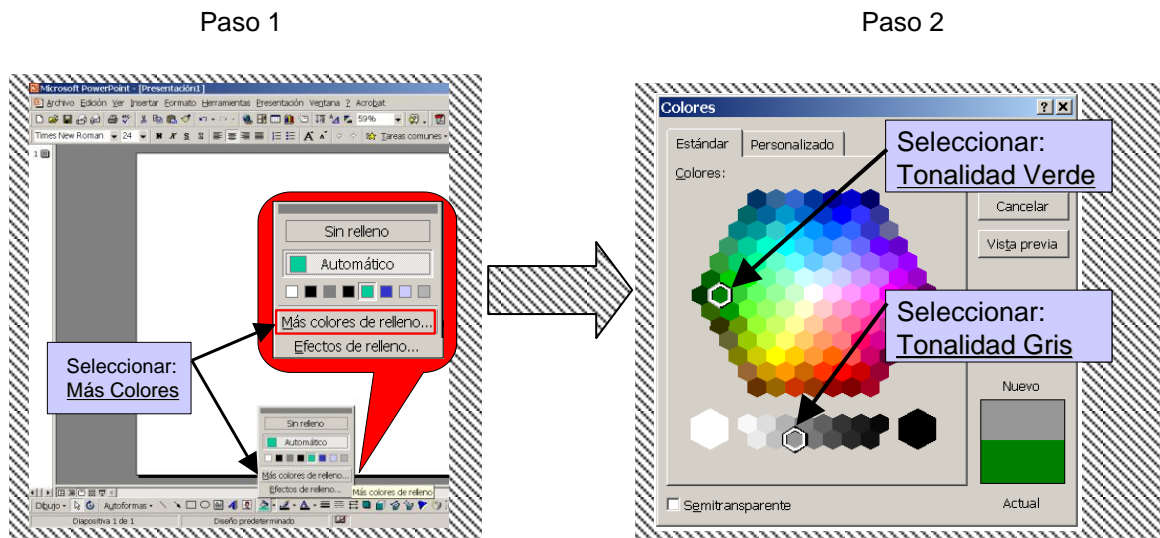 Paso 1
Paso 2
Microsoft PowerPoint - [Presentación1]
Archivo Edición Ver Insertar Formato Herramientas Presentación Ventana ? Acrobat
59%
Times New Roman 24 N K S S A A Tareas comunes
1
Sin relleno
Automático
Más colores de relleno...
Efectos de relleno...
Seleccionar:
Más Colores
Sin relleno
Automático
Más colores de relleno...
Efectos de relleno...
Más colores de relleno
Dibujo Autoformas
Diapositiva 1 de 1 Diseño predeterminado
Colores
Estándar Personalizado
Colores:
Seleccionar:
Tonalidad Verde
Cancelar
Vista previa
Seleccionar:
Tonalidad Gris
Nuevo
Semitransparente
Actual